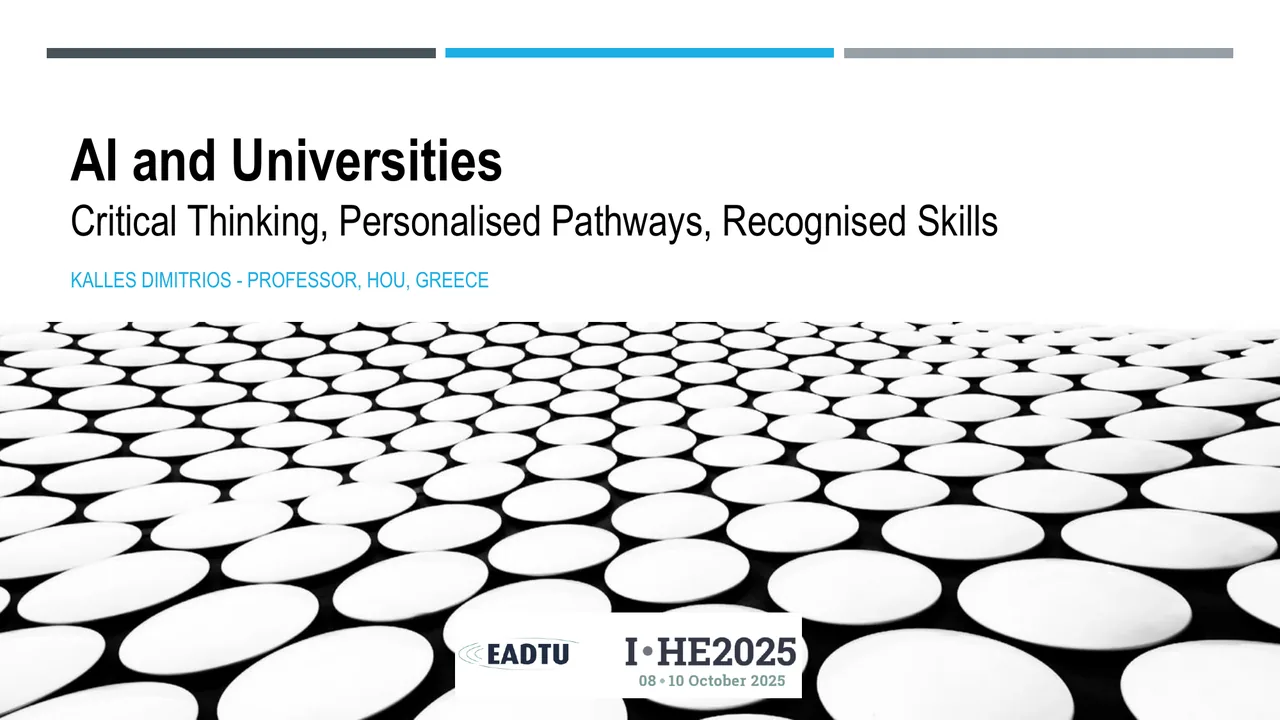 AI and Universities
Critical Thinking, Personalised Pathways, Recognised Skills
KALLES DIMITRIOS - PROFESSOR, HOU, GREECE
EADTU
I•HE2025
08 • 10 October 2025